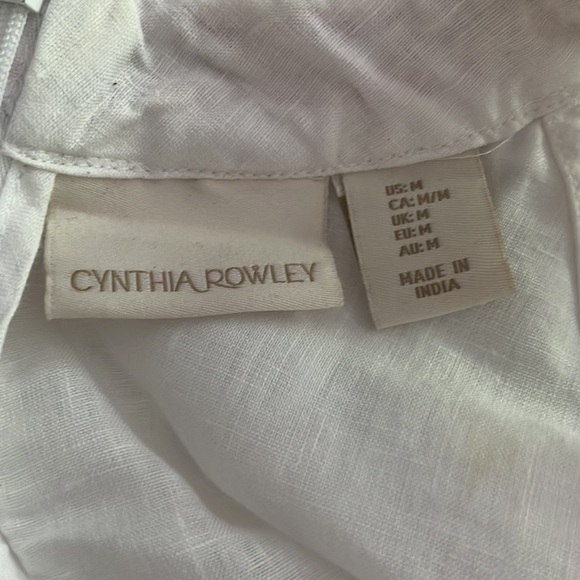 CYNTHIA ROWLEY
US: M
CA: M/M
UK: M
EU: M
AU: M
MADE IN
INDIA